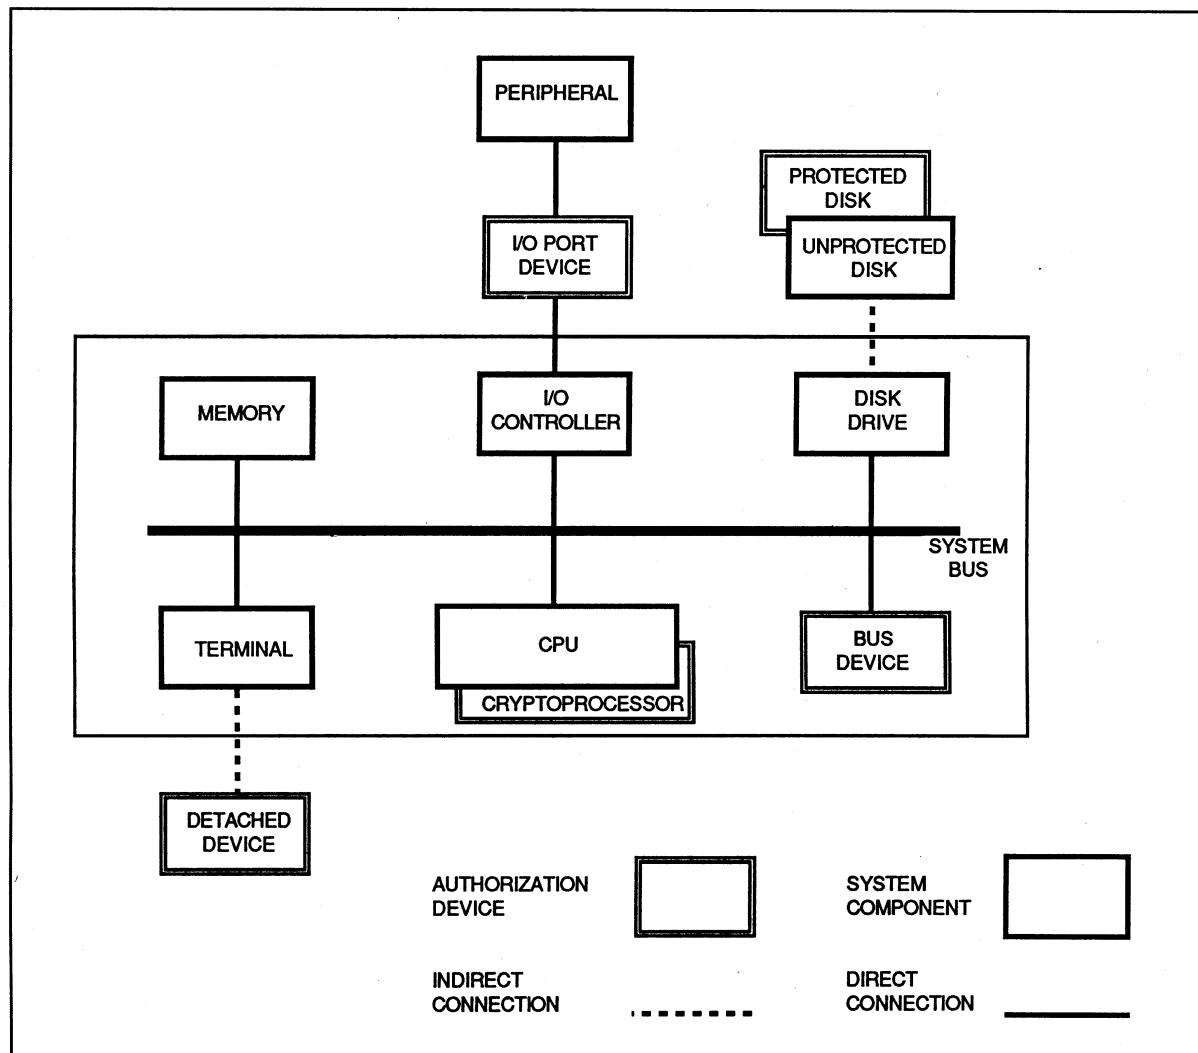 PERIPHERAL
I/O PORT
DEVICE
PROTECTED
DISK
UNPROTECTED
DISK
MEMORY
I/O
CONTROLLER
DISK
DRIVE
SYSTEM
BUS
TERMINAL
CPU
CRYPTOPROCESSOR
BUS
DEVICE
DETACHED
DEVICE
AUTHORIZATION
DEVICE
SYSTEM
COMPONENT
INDIRECT
CONNECTION
DIRECT
CONNECTION